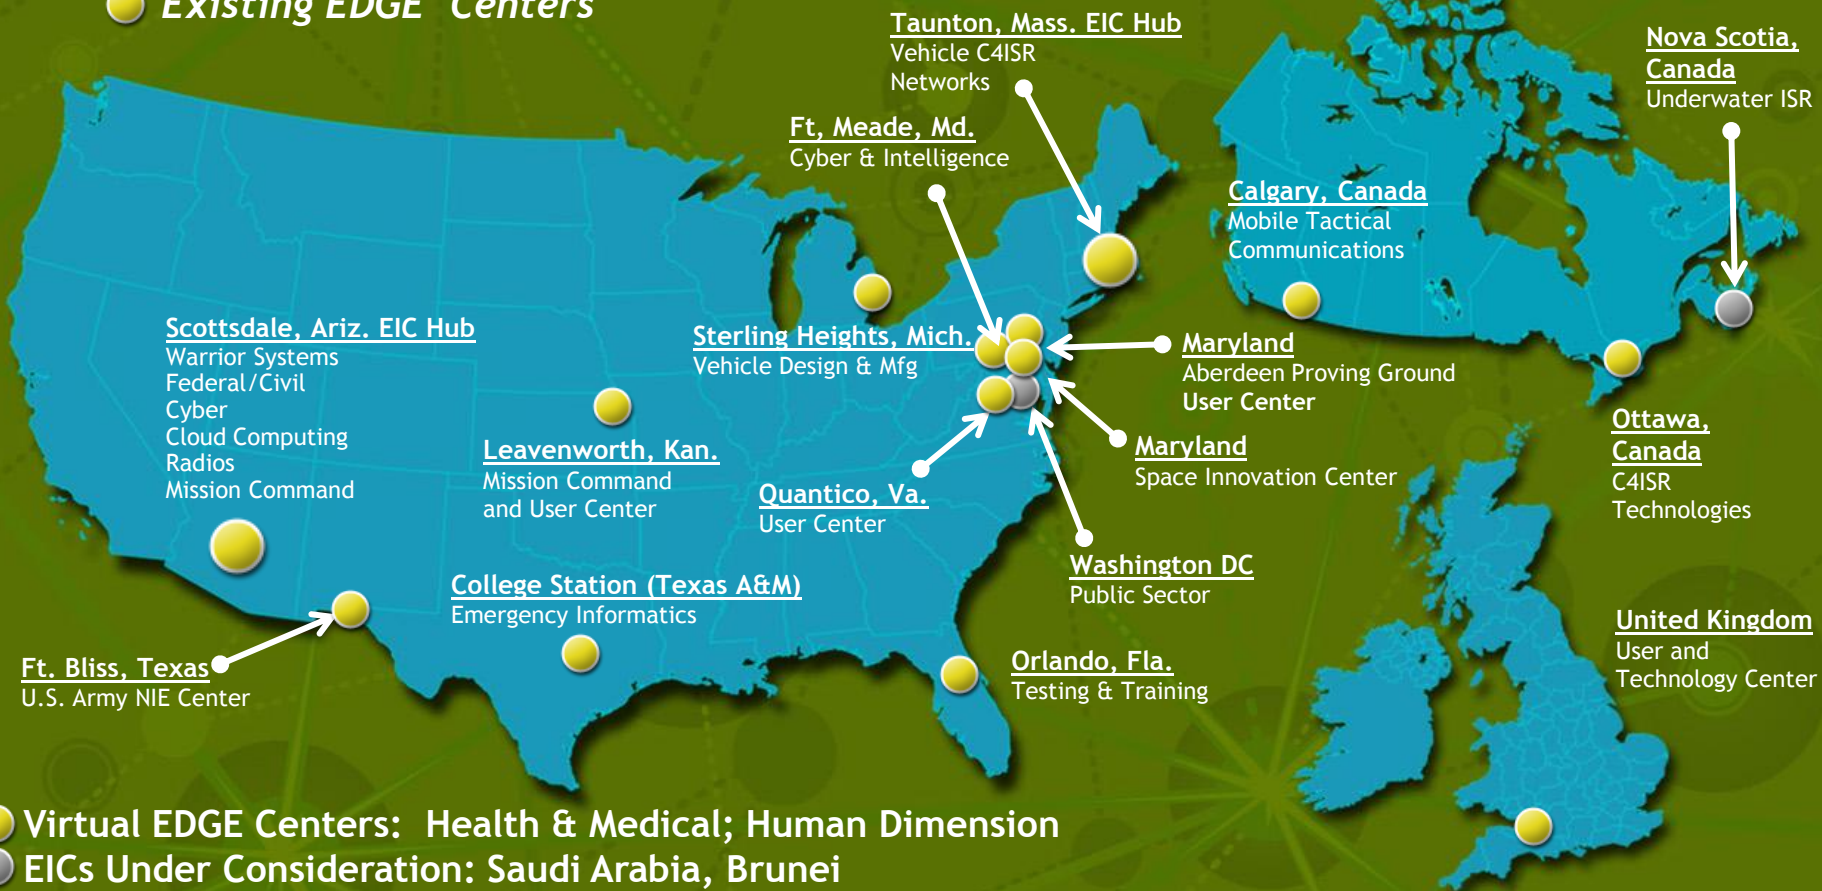 Existing EDGE Centers
Taunton, Mass. EIC Hub
Vehicle C4ISR
Networks
Nova Scotia,
Canada
Underwater ISR
Ft, Meade, Md.
Cyber & Intelligence
Calgary, Canada
Mobile Tactical
Communications
Scottsdale, Ariz. EIC Hub
Warrior Systems
Federal/Civil
Cyber
Cloud Computing
Radios
Mission Command
Sterling Heights, Mich.
Vehicle Design & Mfg
Maryland
Aberdeen Proving Ground
User Center
Leavenworth, Kan.
Mission Command
and User Center
Maryland
Space Innovation Center
Ottawa,
Canada
C4ISR
Technologies
Quantico, Va.
User Center
Washington DC
Public Sector
College Station (Texas A&M)
Emergency Informatics
United Kingdom
User and
Technology Center
Ft. Bliss, Texas
U.S. Army NIE Center
Orlando, Fla.
Testing & Training
Virtual EDGE Centers: Health & Medical; Human Dimension
EICs Under Consideration: Saudi Arabia, Brunei